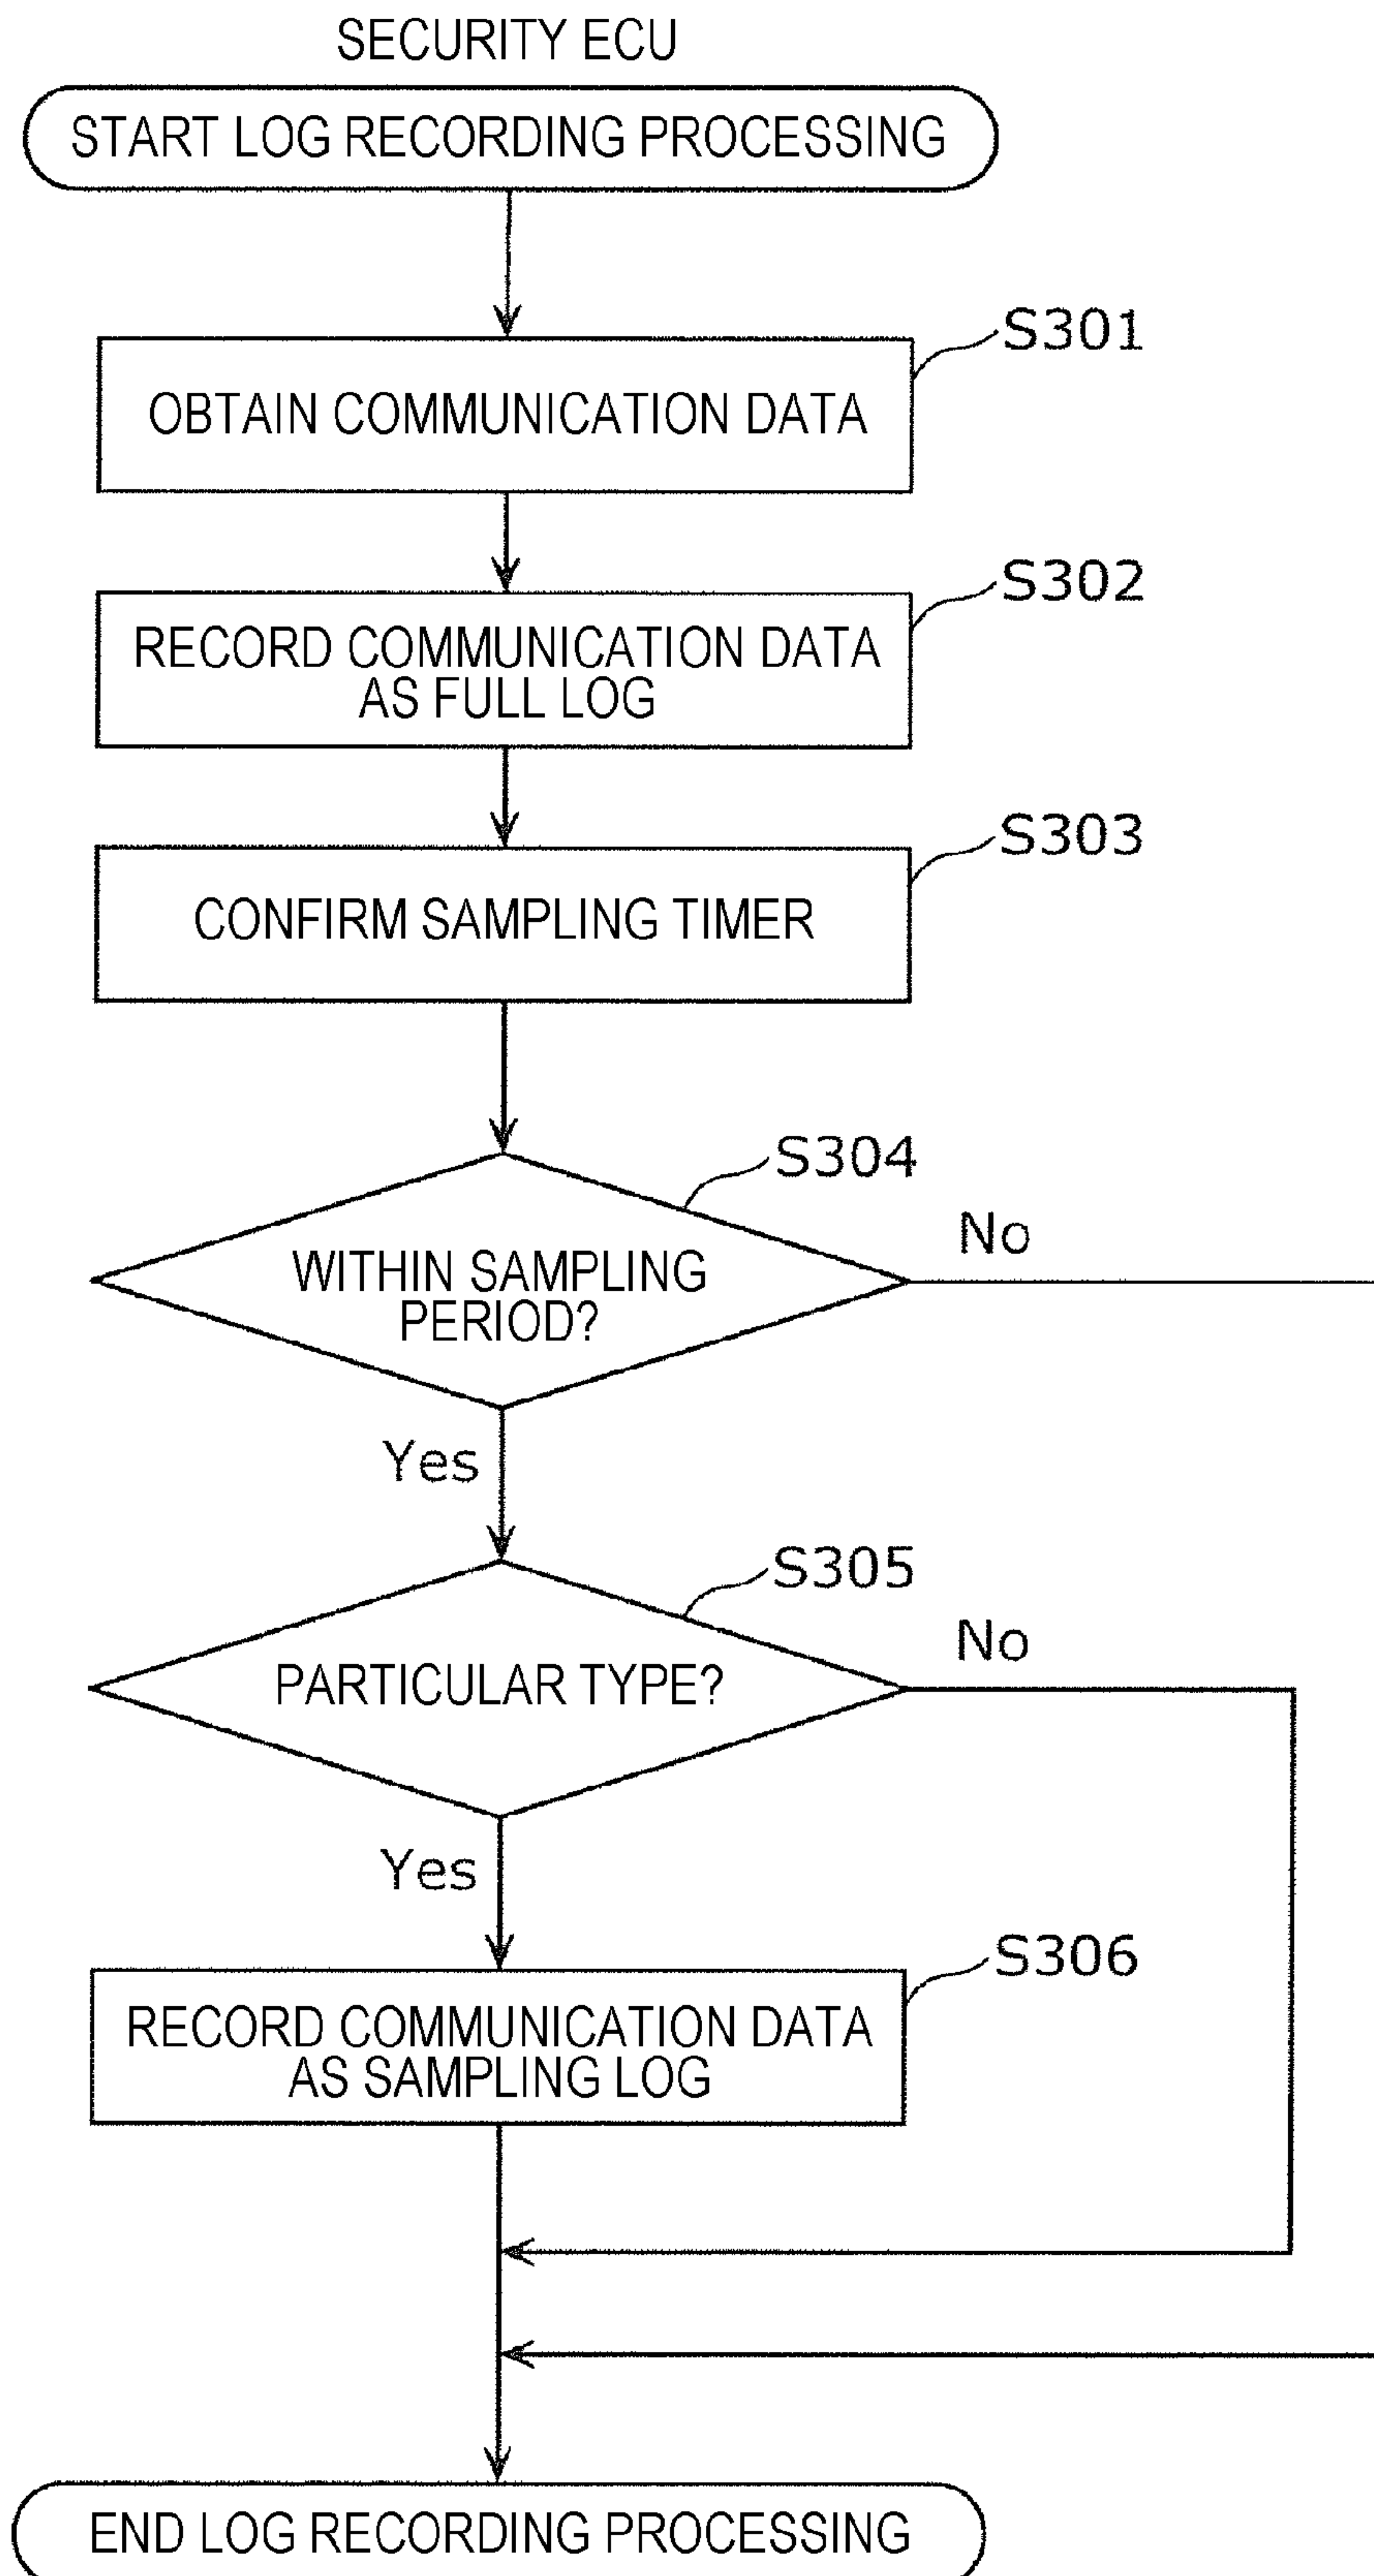 SECURITY ECU
START LOG RECORDING PROCESSING
S301
OBTAIN COMMUNICATION DATA
S302
RECORD COMMUNICATION DATA
AS FULL LOG
S303
CONFIRM SAMPLING TIMER
S304
No
WITHIN SAMPLING
PERIOD?
Yes
S305
No
PARTICULAR TYPE?
Yes
S306
RECORD COMMUNICATION DATA
AS SAMPLING LOG
END LOG RECORDING PROCESSING